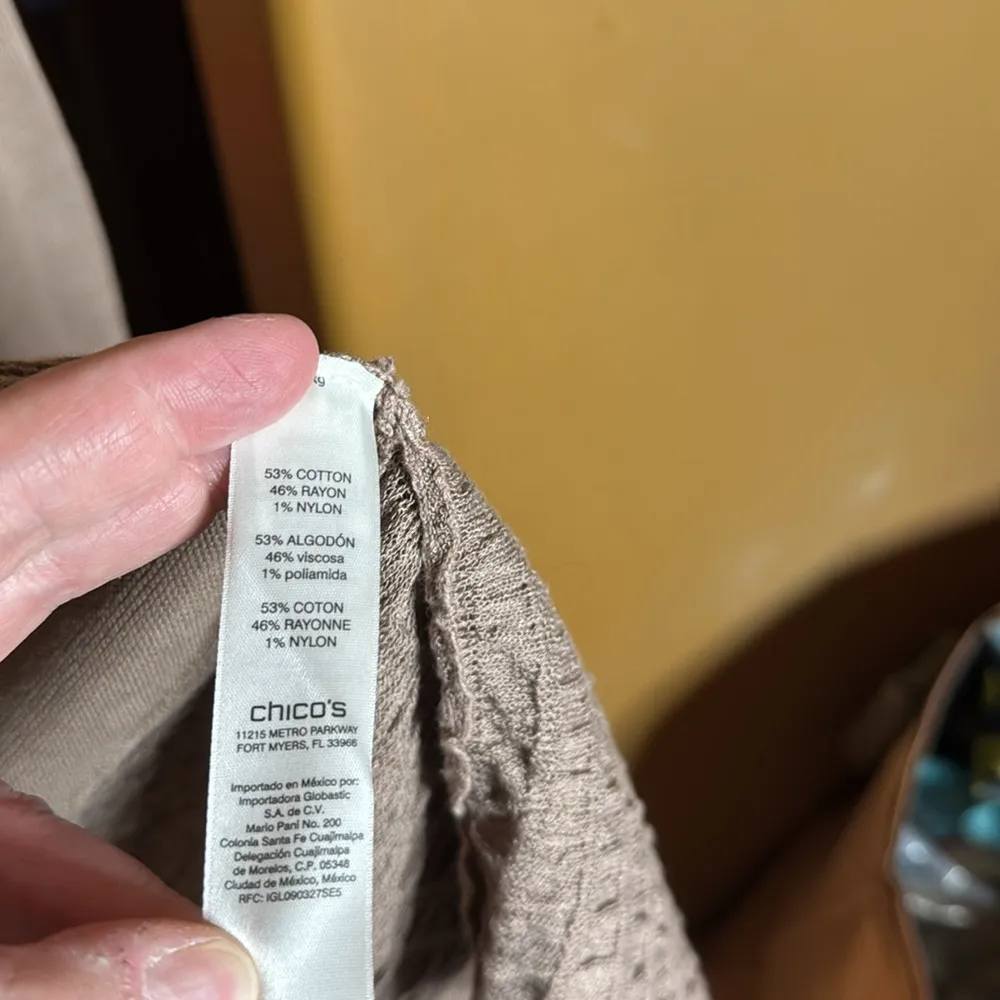 53% COTTON
46% RAYON
1% NYLON
53% ALGODÓN
46% viscosa
1% poliamida
53% COTON
46% RAYONNE
1% NYLON
chico's
11215 METRO PARKWAY
FORT MYERS, FL 33966
Importado en México por:
Importadora Globastic
S.A. de C.V.
Mario Pani No. 200
Colonia Santa Fe Cuajimalpa
Delegación Cuajimalpa
de Morelos, C.P. 05348
Ciudad de México, México
RFC: IGL090327SE5